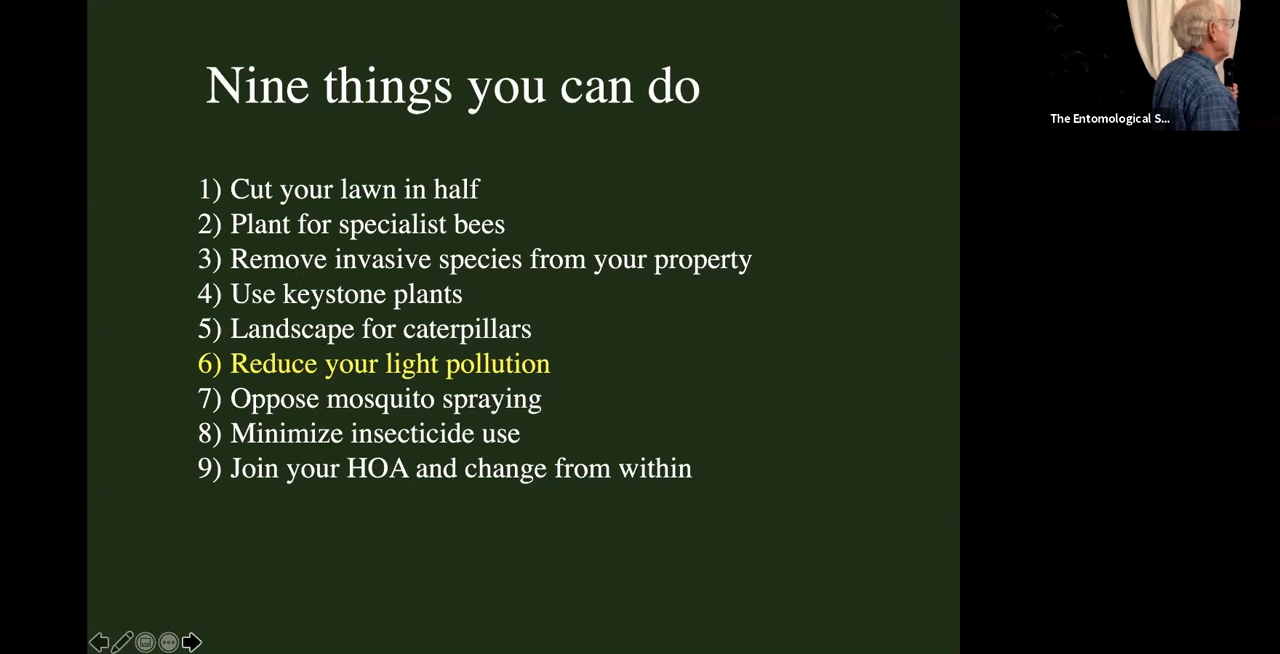 Nine things you can do
1) Cut your lawn in half
2) Plant for specialist bees
3) Remove invasive species from your property
4) Use keystone plants
5) Landscape for caterpillars
6) Reduce your light pollution
7) Oppose mosquito spraying
8) Minimize insecticide use
9) Join your HOA and change from within
The Entomological S...